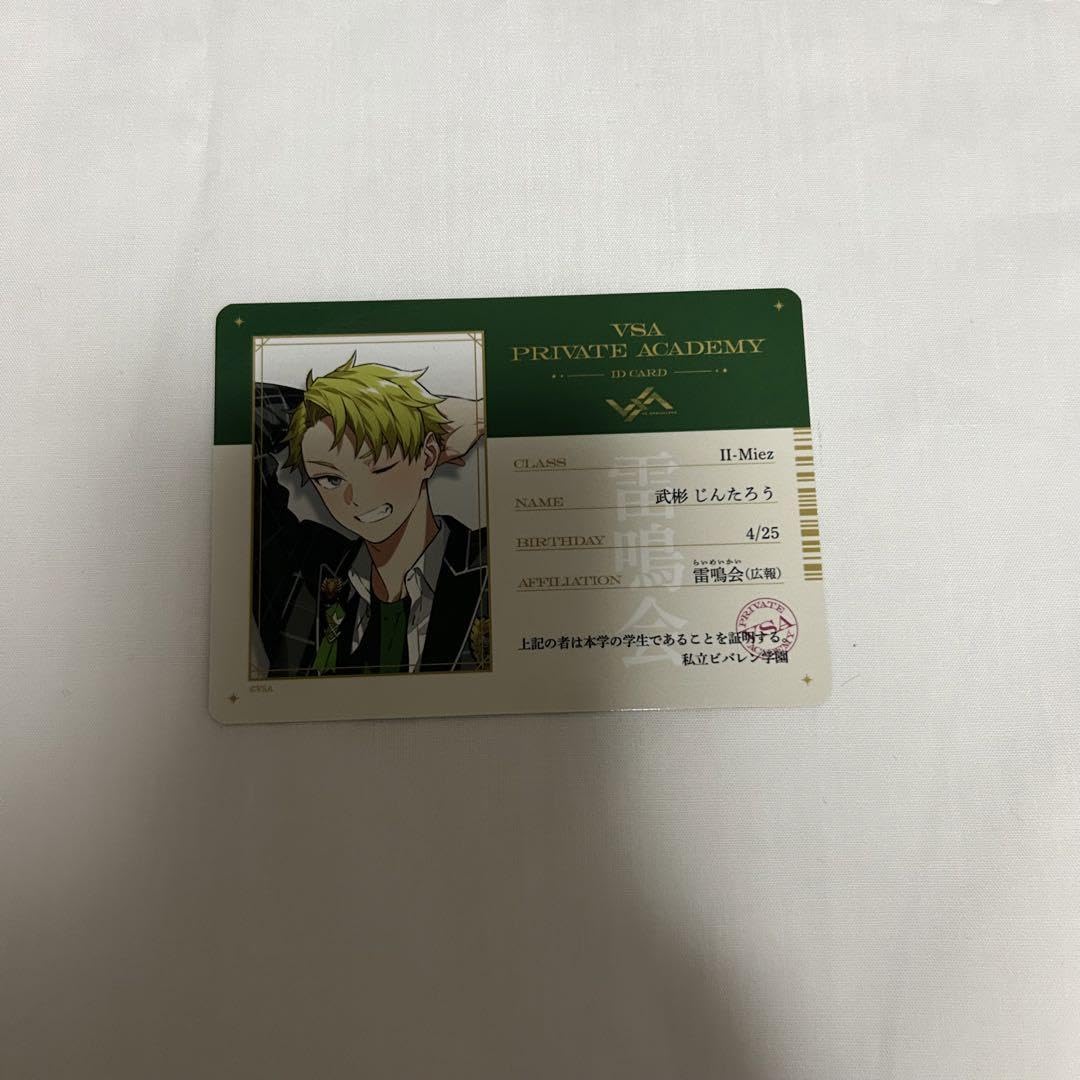 VSA
PRIVATE ACADEMY
ID CARD
CLASS II-Miez
NAME 武彬 じんたろう
BIRTHDAY 4/25
らいめいかい
AFFILIATION 雷鳴会(広報)
雷鳴会
上記の者は本学の学生であることを証明する。
私立ビバレン学園
PRIVATE
VSA
ACADEMY
©VSA